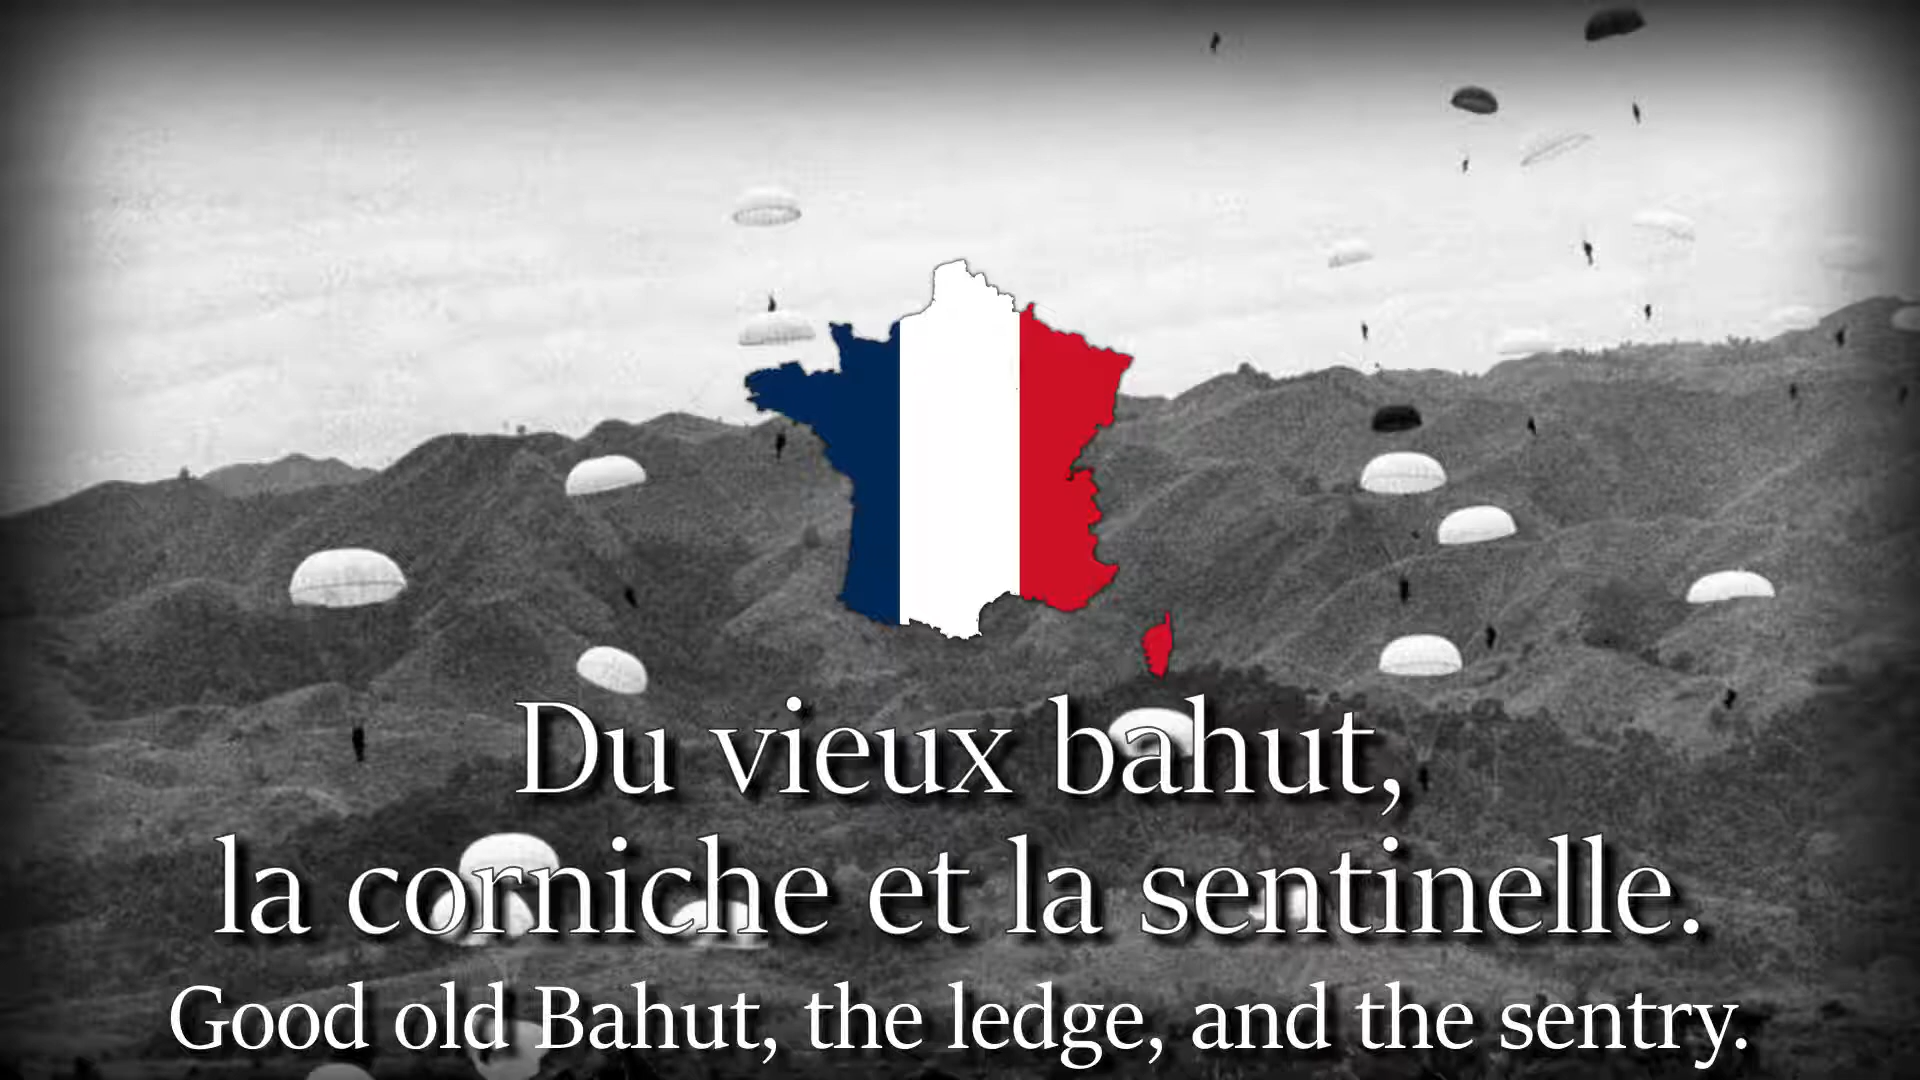 Du vieux bahut,
la corniche et la sentinelle.
Good old Bahut, the ledge, and the sentry.